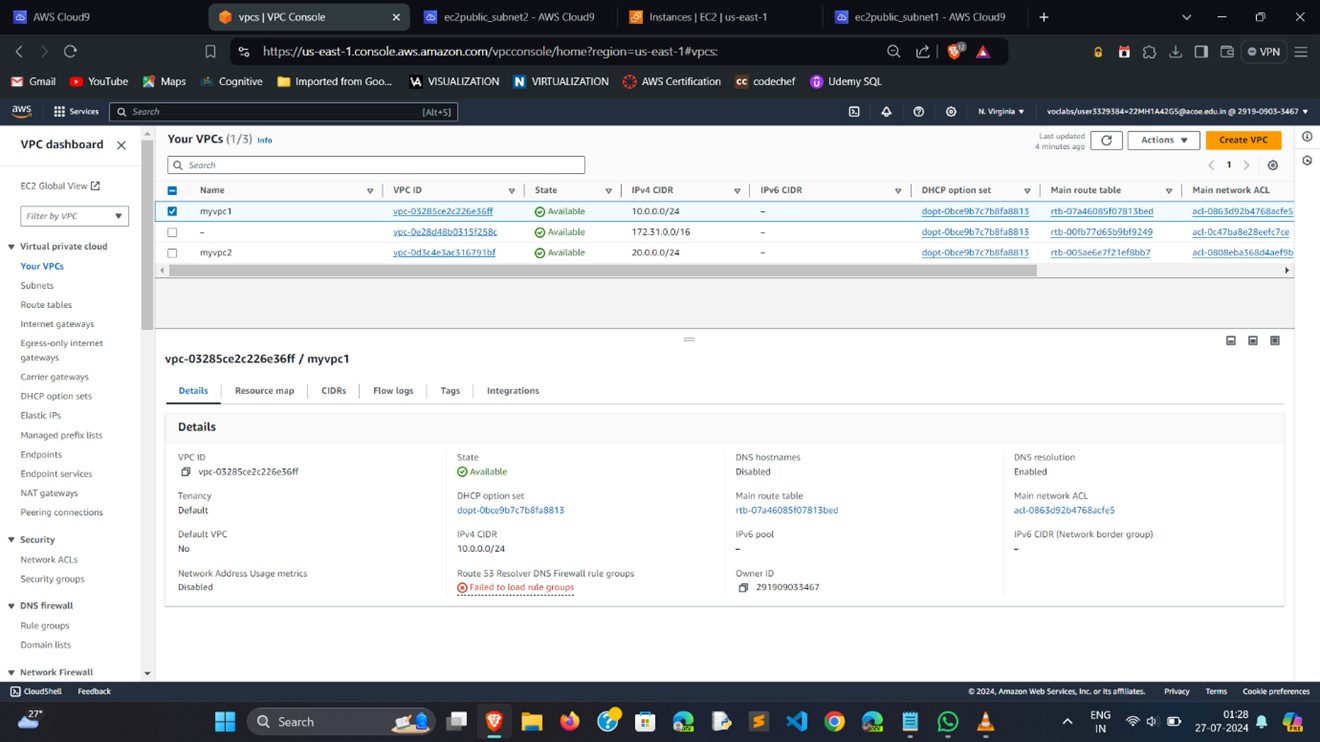 AWS Cloud9
vpcs | VPC Console
ec2public_subnet2 - AWS Cloud9
Instances | EC2 | us-east-1
ec2public_subnet1 - AWS Cloud9
https://us-east-1.console.aws.amazon.com/vpcconsole/home?region=us-east-1#vpcs:
VPN
Gmail YouTube Maps Cognitive Imported from Goo... VISUALIZATION VIRTUALIZATION AWS Certification codechef Udemy SQL
aws Services Search [Alt+S] N. Virginia voclabs/user3329384=22MH1A42G5@acoe.edu.in @ 2919-0903-3467
VPC dashboard
EC2 Global View
Filter by VPC
Virtual private cloud
Your VPCs
Subnets
Route tables
Internet gateways
Egress-only internet
gateways
Carrier gateways
DHCP option sets
Elastic IPs
Managed prefix lists
Endpoints
Endpoint services
NAT gateways
Peering connections
Security
Network ACLs
Security groups
DNS firewall
Rule groups
Domain lists
Network Firewall
Your VPCs (1/3) Info
Last updated
4 minutes ago
Actions
Create VPC
Search
1
Name VPC ID State IPv4 CIDR IPv6 CIDR DHCP option set Main route table Main network ACL
myvpc1 vpc-03285ce2c226e36ff Available 10.0.0.0/24 – dopt-0bce9b7c7b8fa8813 rtb-07a46085f07813bed acl-0863d92b4768acfe5
– vpc-0e28d48b0315f258c Available 172.31.0.0/16 – dopt-0bce9b7c7b8fa8813 rtb-00fb77d65b9bf9249 acl-0c47ba8e28eefc7ce
myvpc2 vpc-0d3c4e3ac316791bf Available 20.0.0.0/24 – dopt-0bce9b7c7b8fa8813 rtb-005ae6e7f21ef8bb7 acl-0808eba368d4aef9b
vpc-03285ce2c226e36ff / myvpc1
Details Resource map CIDRs Flow logs Tags Integrations
Details
VPC ID
vpc-03285ce2c226e36ff
State
Available
DNS hostnames
Disabled
DNS resolution
Enabled
Tenancy
Default
DHCP option set
dopt-0bce9b7c7b8fa8813
Main route table
rtb-07a46085f07813bed
Main network ACL
acl-0863d92b4768acfe5
Default VPC
No
IPv4 CIDR
10.0.0.0/24
IPv6 pool
–
IPv6 CIDR (Network border group)
–
Network Address Usage metrics
Disabled
Route 53 Resolver DNS Firewall rule groups
Failed to load rule groups
Owner ID
291909033467
CloudShell Feedback © 2024, Amazon Web Services, Inc. or its affiliates. Privacy Terms Cookie preferences
27°
Search
ENG
IN
01:28
27-07-2024